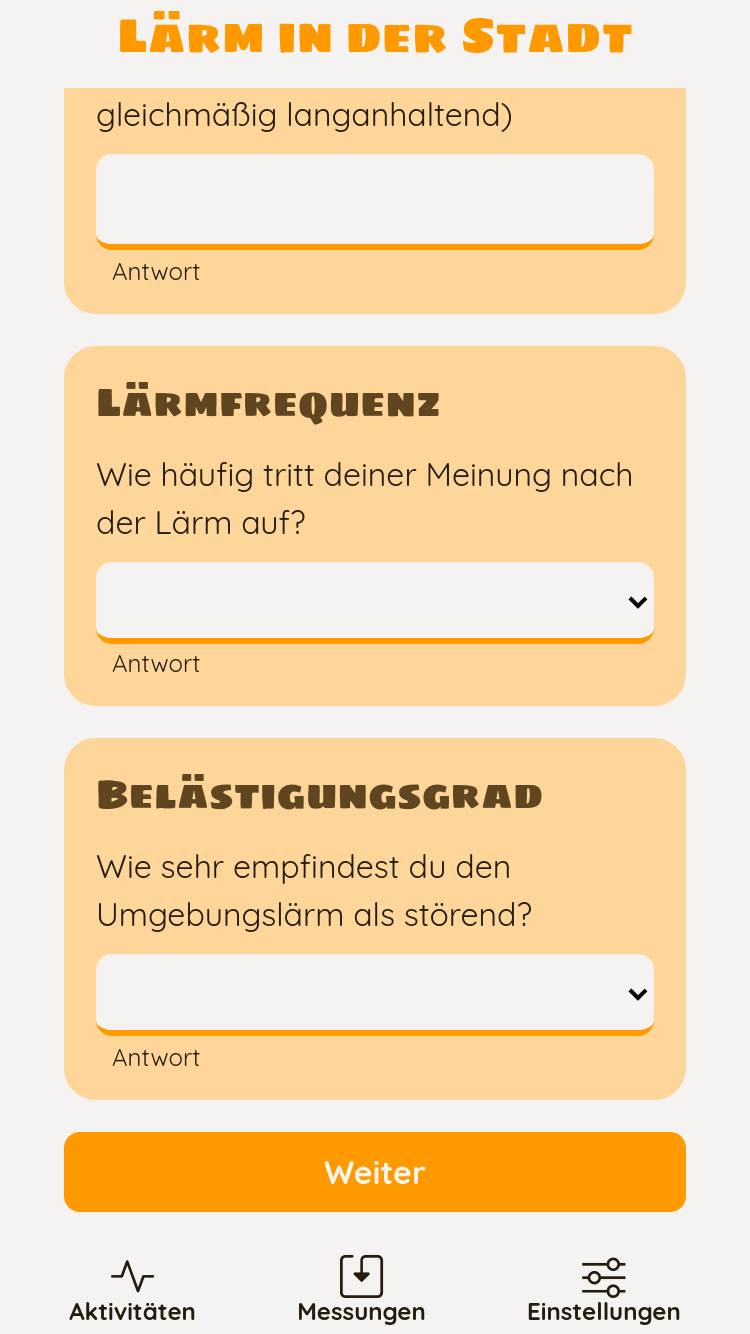 Lärm in der Stadt
gleichmäßig langanhaltend)
Antwort
Lärmfrequenz
Wie häufig tritt deiner Meinung nach
der Lärm auf?
Antwort
Belästigungsgrad
Wie sehr empfindest du den
Umgebungslärm als störend?
Antwort
Weiter
Aktivitäten Messungen Einstellungen